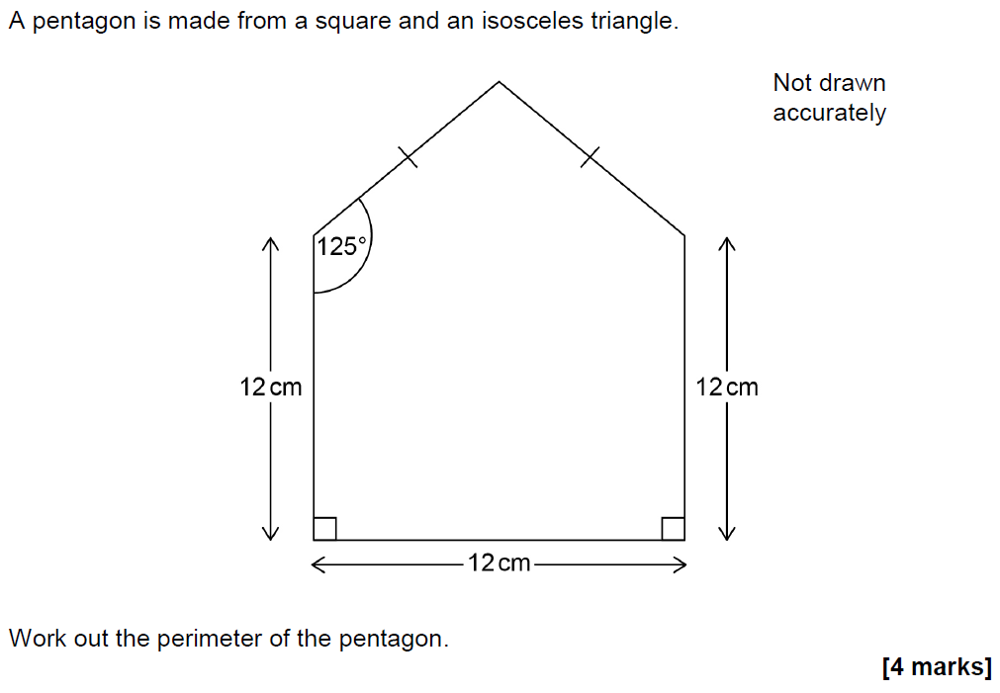 A pentagon is made from a square and an isosceles triangle.
Not drawn
accurately
125°
12 cm
12 cm
12 cm
Work out the perimeter of the pentagon.
[4 marks]